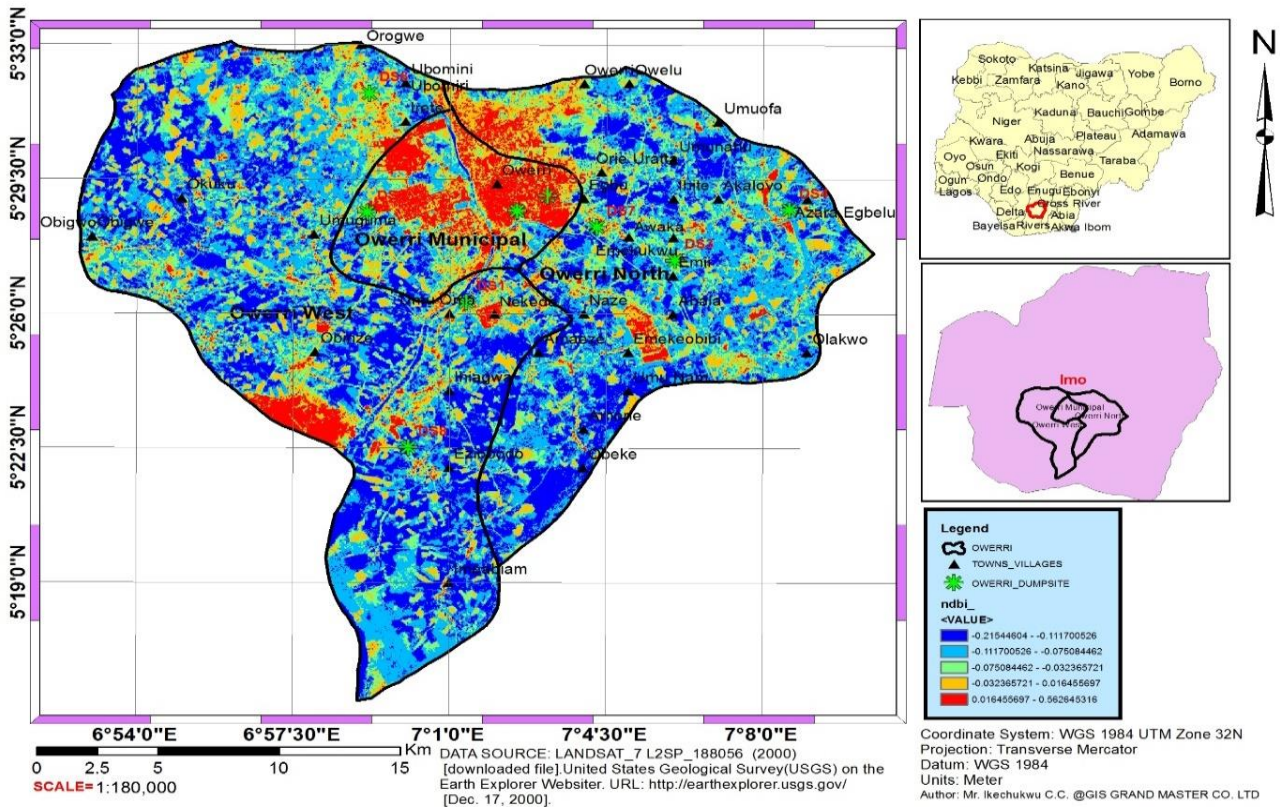 5°33'0"N
5°29'30"N
5°26'0"N
5°22'30"N
5°19'0"N
Orogwe
DS4
Ubomini
Ubomiri
Irete
Owerri
Owelu
Umuofa
Orie Uratta
Owerri
Egbu
Ihite
Akaloyo
DS7
Awaka
Azara Egbelu
Okuku
Obigwo
Umuguma
Owerri Municipal
Emekukwu
Emii
Owerri North
DS1
Nekede
Naze
Owerri West
Obinze
Emekeobibi
Olakwo
Ihiagwa
DS6
Eziobodo
Obeke
6°54'0"E
6°57'30"E
7°1'0"E
7°4'30"E
7°8'0"E
0 2.5 5 10 15 Km
SCALE= 1:180,000
DATA SOURCE: LANDSAT_7 L2SP_188056 (2000)
[downloaded file].United States Geological Survey(USGS) on the
Earth Explorer Websiter. URL: http://earthexplorer.usgs.gov/
[Dec. 17, 2000].
N
Sokoto
Kebbi
Zamfara
Katsina
Kano
Jigawa
Yobe
Borno
Kaduna
Bauchi
Gombe
Niger
Plateau
Adamawa
Kwara
Abuja
Nassarawa
Oyo
Ekiti
Kogi
Taraba
Osun
Ogun
Ondo
Benue
Lagos
Edo
Enugu
Ebonyi
Cross River
Delta
Abia
Bayelsa
Rivers
Akwa Ibom
Imo
Owerri Municipal
Owerri North
Owerri West
Legend
OWERRI
TOWNS_VILLAGES
OWERRI_DUMPSITE
ndbi_
<VALUE>
-0.21544604 - -0.111700526
-0.111700526 - -0.075084462
-0.075084462 - -0.032365721
-0.032365721 - 0.016455697
0.016455697 - 0.562645316
Coordinate System: WGS 1984 UTM Zone 32N
Projection: Transverse Mercator
Datum: WGS 1984
Units: Meter
Author: Mr. Ikechukwu C.C. @GIS GRAND MASTER CO. LTD